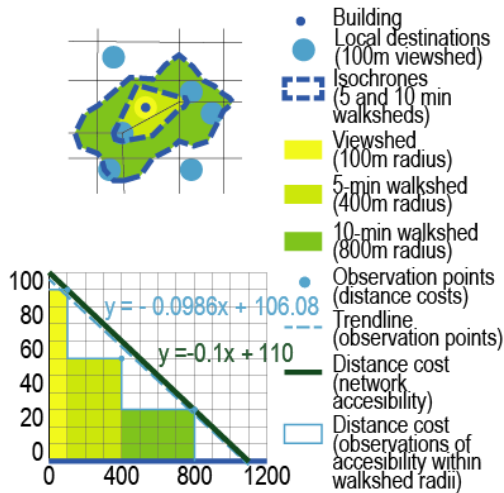 Building
Local destinations
(100m viewshed)
Isochrones
(5 and 10 min
walksheds)
Viewshed
(100m radius)
5-min walkshed
(400m radius)
10-min walkshed
(800m radius)
Observation points
(distance costs)
Trendline
(observation points)
Distance cost
(network
accesibility)
Distance cost
(observations of
accesibility within
walkshed radii)
100
80
60
40
20
0
y = - 0.0986x + 106.08
y =-0.1x + 110
0 400 800 1200